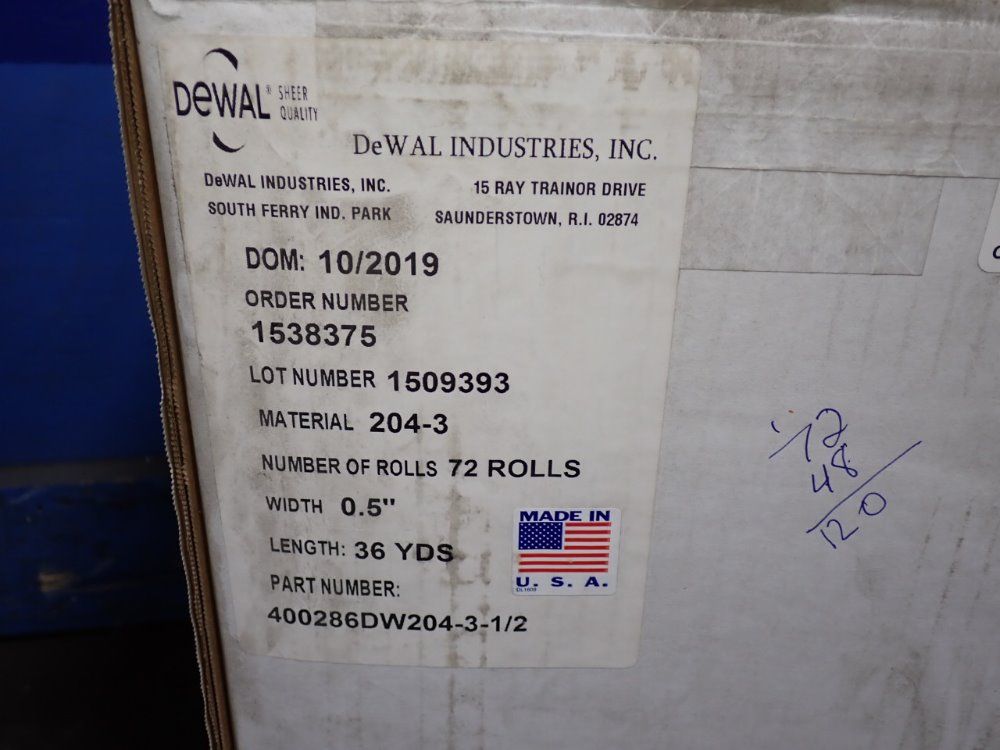 DeWAL® SHEER
QUALITY
DeWAL INDUSTRIES, INC.
DeWAL INDUSTRIES, INC. 15 RAY TRAINOR DRIVE
SOUTH FERRY IND. PARK SAUNDERSTOWN, R.I. 02874
DOM: 10/2019
ORDER NUMBER
1538375
LOT NUMBER 1509393
MATERIAL 204-3
NUMBER OF ROLLS 72 ROLLS
WIDTH 0.5"
LENGTH: 36 YDS
PART NUMBER:
400286DW204-3-1/2
MADE IN
U. S. A.
72
48
120